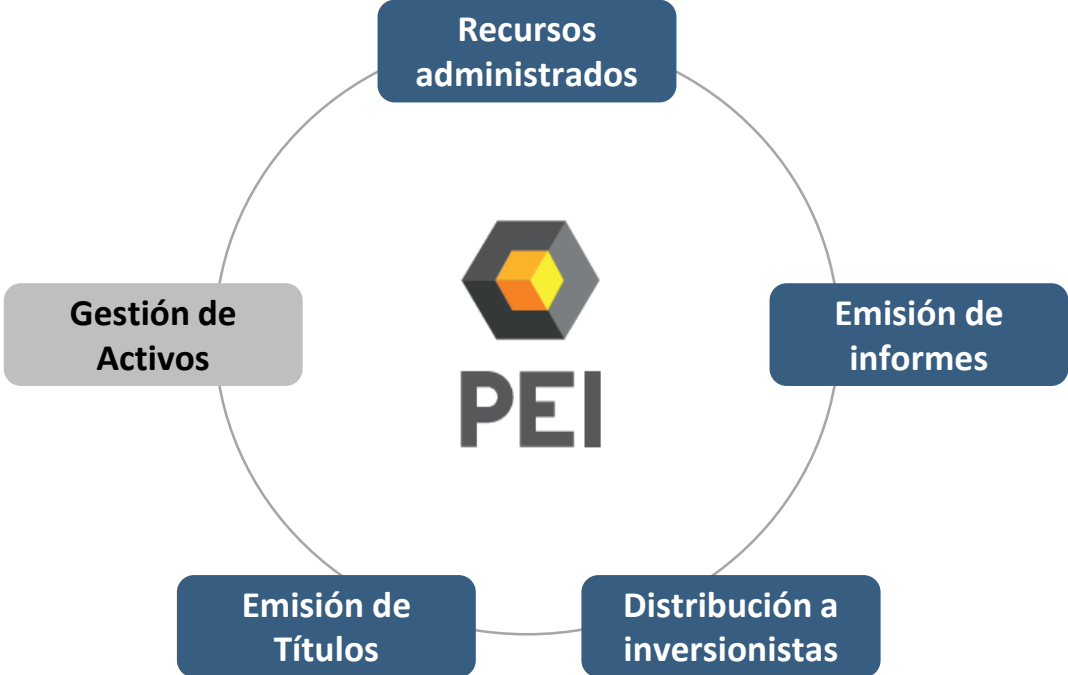 Recursos
administrados
Gestión de
Activos
Emisión de
informes
PEI
Emisión de
Títulos
Distribución a
inversionistas